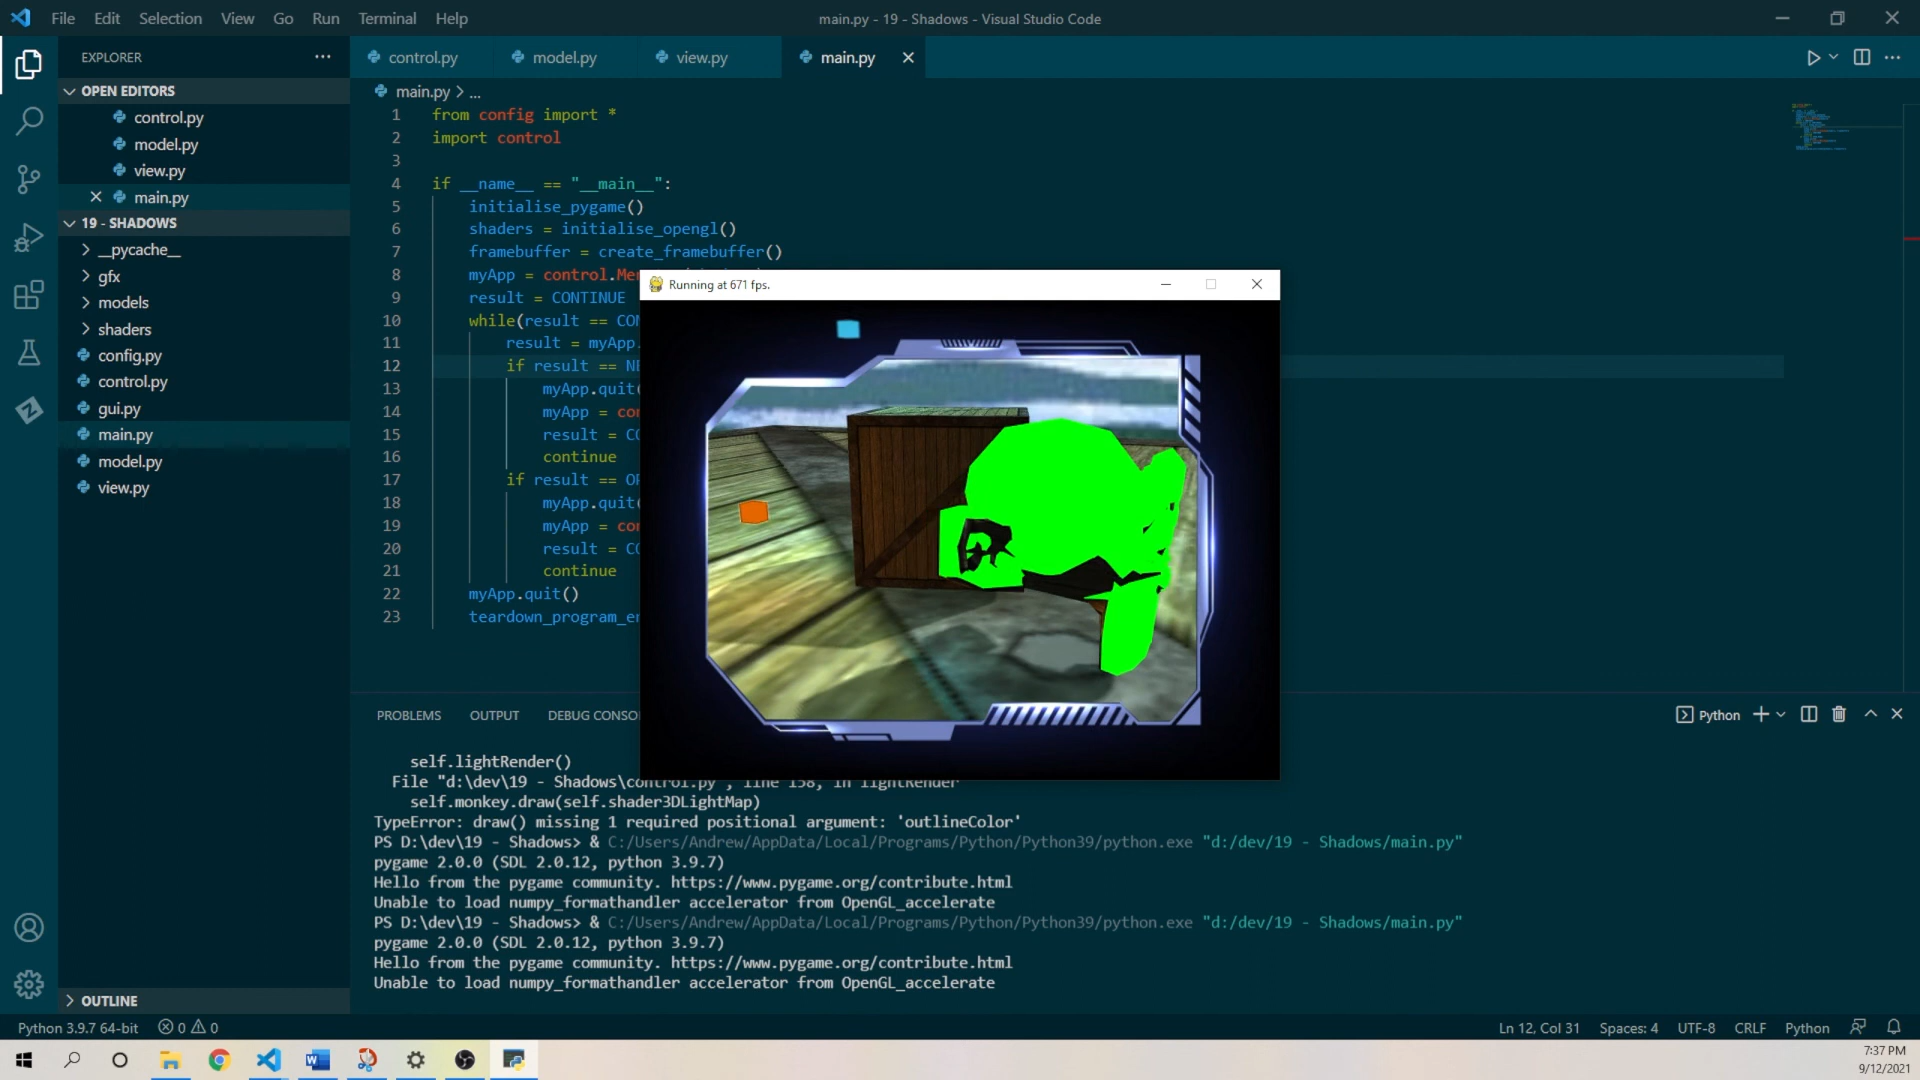 File Edit Selection View Go Run Terminal Help
main.py - 19 - Shadows - Visual Studio Code
EXPLORER
control.py model.py view.py main.py
OPEN EDITORS
control.py
model.py
view.py
main.py
19 - SHADOWS
__pycache__
gfx
models
shaders
config.py
control.py
gui.py
main.py
model.py
view.py
OUTLINE
main.py > ...
1 from config import *
2 import control
3
4 if __name__ == "__main__":
5 initialise_pygame()
6 shaders = initialise_opengl()
7 framebuffer = create_framebuffer()
8 myApp = control.Me
9 result = CONTINUE
10 while(result == CO
11 result = myApp.
12 if result == NE
13 myApp.quit(
14 myApp = co
15 result = CO
16 continue
17 if result == OP
18 myApp.quit(
19 myApp = co
20 result = CO
21 continue
22 myApp.quit()
23 teardown_program_e
Running at 671 fps.
PROBLEMS OUTPUT DEBUG CONSO
Python
self.lightRender()
File "d:\dev\19 - Shadows\control.py", line 158, in lightRender
self.monkey.draw(self.shader3DLightMap)
TypeError: draw() missing 1 required positional argument: 'outlineColor'
PS D:\dev\19 - Shadows> & C:/Users/Andrew/AppData/Local/Programs/Python/Python39/python.exe "d:/dev/19 - Shadows/main.py"
pygame 2.0.0 (SDL 2.0.12, python 3.9.7)
Hello from the pygame community. https://www.pygame.org/contribute.html
Unable to load numpy_formathandler accelerator from OpenGL_accelerate
PS D:\dev\19 - Shadows> & C:/Users/Andrew/AppData/Local/Programs/Python/Python39/python.exe "d:/dev/19 - Shadows/main.py"
pygame 2.0.0 (SDL 2.0.12, python 3.9.7)
Hello from the pygame community. https://www.pygame.org/contribute.html
Unable to load numpy_formathandler accelerator from OpenGL_accelerate
Python 3.9.7 64-bit 0 0 Ln 12, Col 31 Spaces: 4 UTF-8 CRLF Python
7:37 PM
9/12/2021